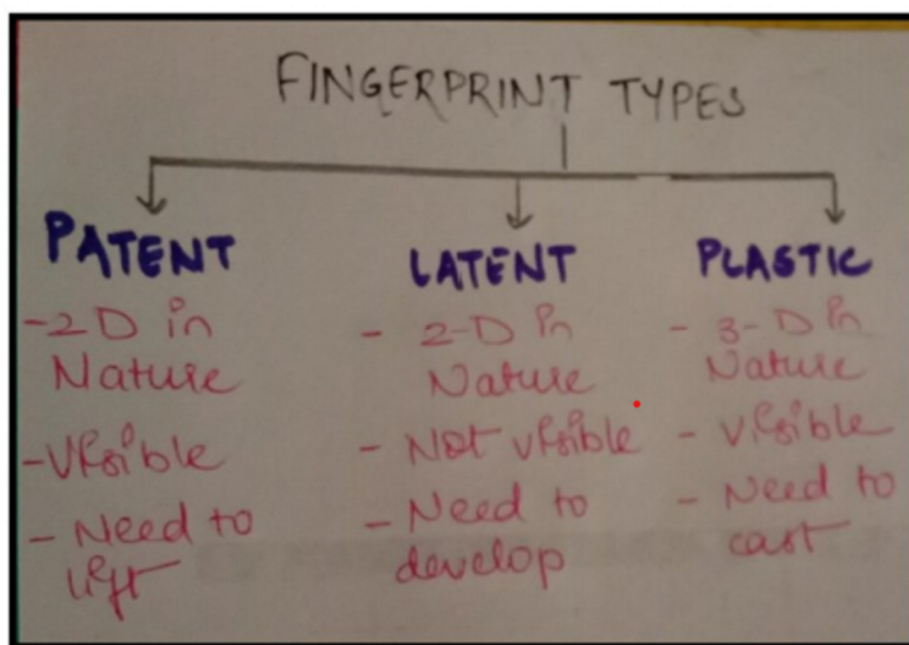 FINGERPRINT TYPES
PATENT
-2D in
Nature
-Visible
- Need to
lift
LATENT
- 2-D in
Nature
- Not visible
- Need to
develop
PLASTIC
- 3-D in
Nature
- Visible
- Need to
cast